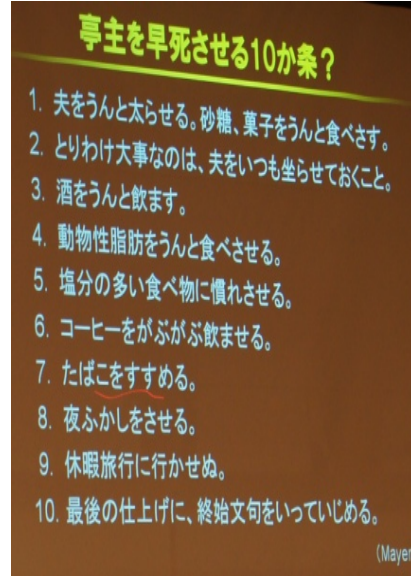 亭主を早死させる10か条？
1. 夫をうんと太らせる。砂糖、菓子をうんと食べさす。
2. とりわけ大事なのは、夫をいつも坐らせておくこと。
3. 酒をうんと飲ます。
4. 動物性脂肪をうんと食べさせる。
5. 塩分の多い食べ物に慣れさせる。
6. コーヒーをがぶがぶ飲ませる。
7. たばこをすすめる。
8. 夜ふかしをさせる。
9. 休暇旅行に行かせぬ。
10. 最後の仕上げに、終始文句をいっていじめる。
(Mayer